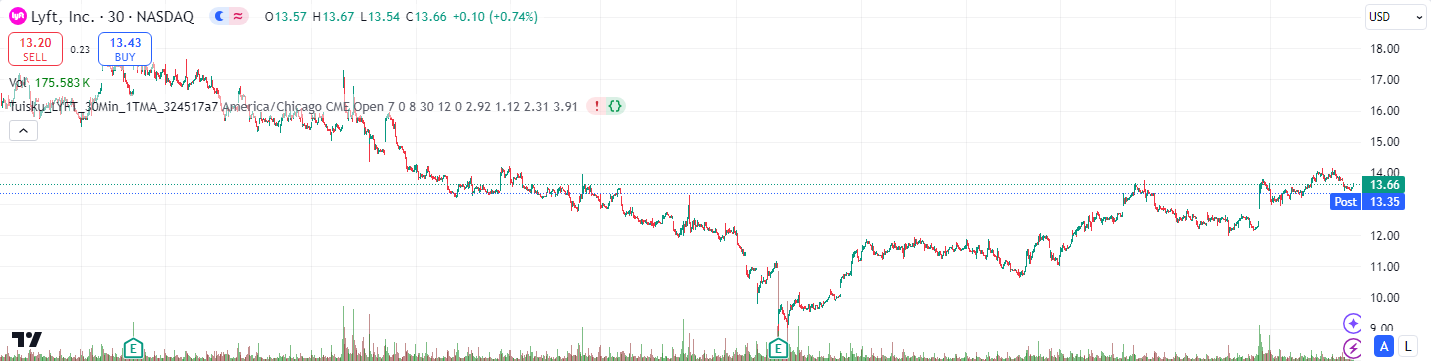 Lyft, Inc. · 30 · NASDAQ O13.57 H13.67 L13.54 C13.66 +0.10 (+0.74%)
USD
13.20 0.23 13.43
SELL BUY
Vol 175.583 K
Tuisku_LYFT_30Min_1TMA_324517a7 America/Chicago CME Open 7 0 8 30 12 0 2.92 1.12 2.31 3.91 ! {}
18.00
17.00
16.00
15.00
14.00
13.66
Post 13.35
12.00
11.00
10.00
9.00
E E
A L